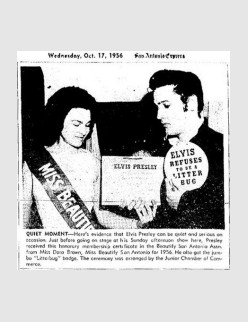 Wednesday, Oct. 17, 1956 San Antonio Express
MISS BEAUTI
ELVIS PRESLEY
ELVIS
REFUSES
TO BE A
LITTER
BUG
QUIET MOMENT—Here's evidence that Elvis Presley can be quiet and serious on
occasion. Just before going on stage at his Sunday afternoon show here, Presley
received this honorary membership certificate in the Beautify San Antonio Assn.
from Miss Dora Brown, Miss Beautify San Antonio for 1956. He also got the jum-
bo "Litterbug" badge. The ceremony was arranged by the Junior Chamber of Com-
merce.